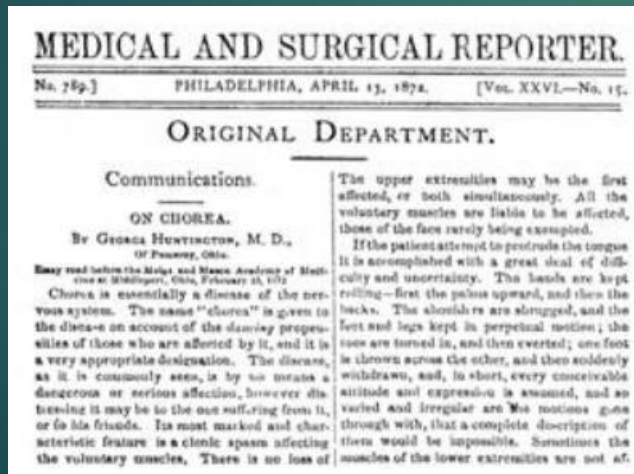 MEDICAL AND SURGICAL REPORTER.
No. 789.]
PHILADELPHIA, APRIL 13, 1872.
[VOL. XXVI.—No. 15.
ORIGINAL DEPARTMENT.
Communications.
ON CHOREA.
BY GEORGE HUNTINGTON, M. D.,
Of Pomeroy, Ohio.
Essay read before the Meigs and Mason Academy of Medi-
cine at Middleport, Ohio, February 15, 1872
Chorea is essentially a disease of the ner-
vous system. The name "chorea" is given to
the disease on account of the dancing propen-
sities of those who are affected by it, and it is
a very appropriate designation. The disease,
as it is commonly seen, is by no means a
dangerous or serious affection, however dis-
tressing it may be to the one suffering from it,
or to his friends. Its most marked and char-
acteristic feature is a clonic spasm affecting
the voluntary muscles. There is no loss of
The upper extremities may be the first
affected, or both simultaneously. All the
voluntary muscles are liable to be affected,
those of the face rarely being exempted.
If the patient attempt to protrude the tongue
it is accomplished with a great deal of diffi-
culty and uncertainty. The hands are kept
rolling—first the palms upward, and then the
backs. The shoulders are shrugged, and the
feet and legs kept in perpetual motion; the
toes are turned in, and then everted; one foot
is thrown across the other, and then suddenly
withdrawn, and, in short, every conceivable
attitude and expression is assumed, and so
varied and irregular are the motions gone
through with, that a complete description of
them would be impossible. Sometimes the
muscles of the lower extremities are not af-